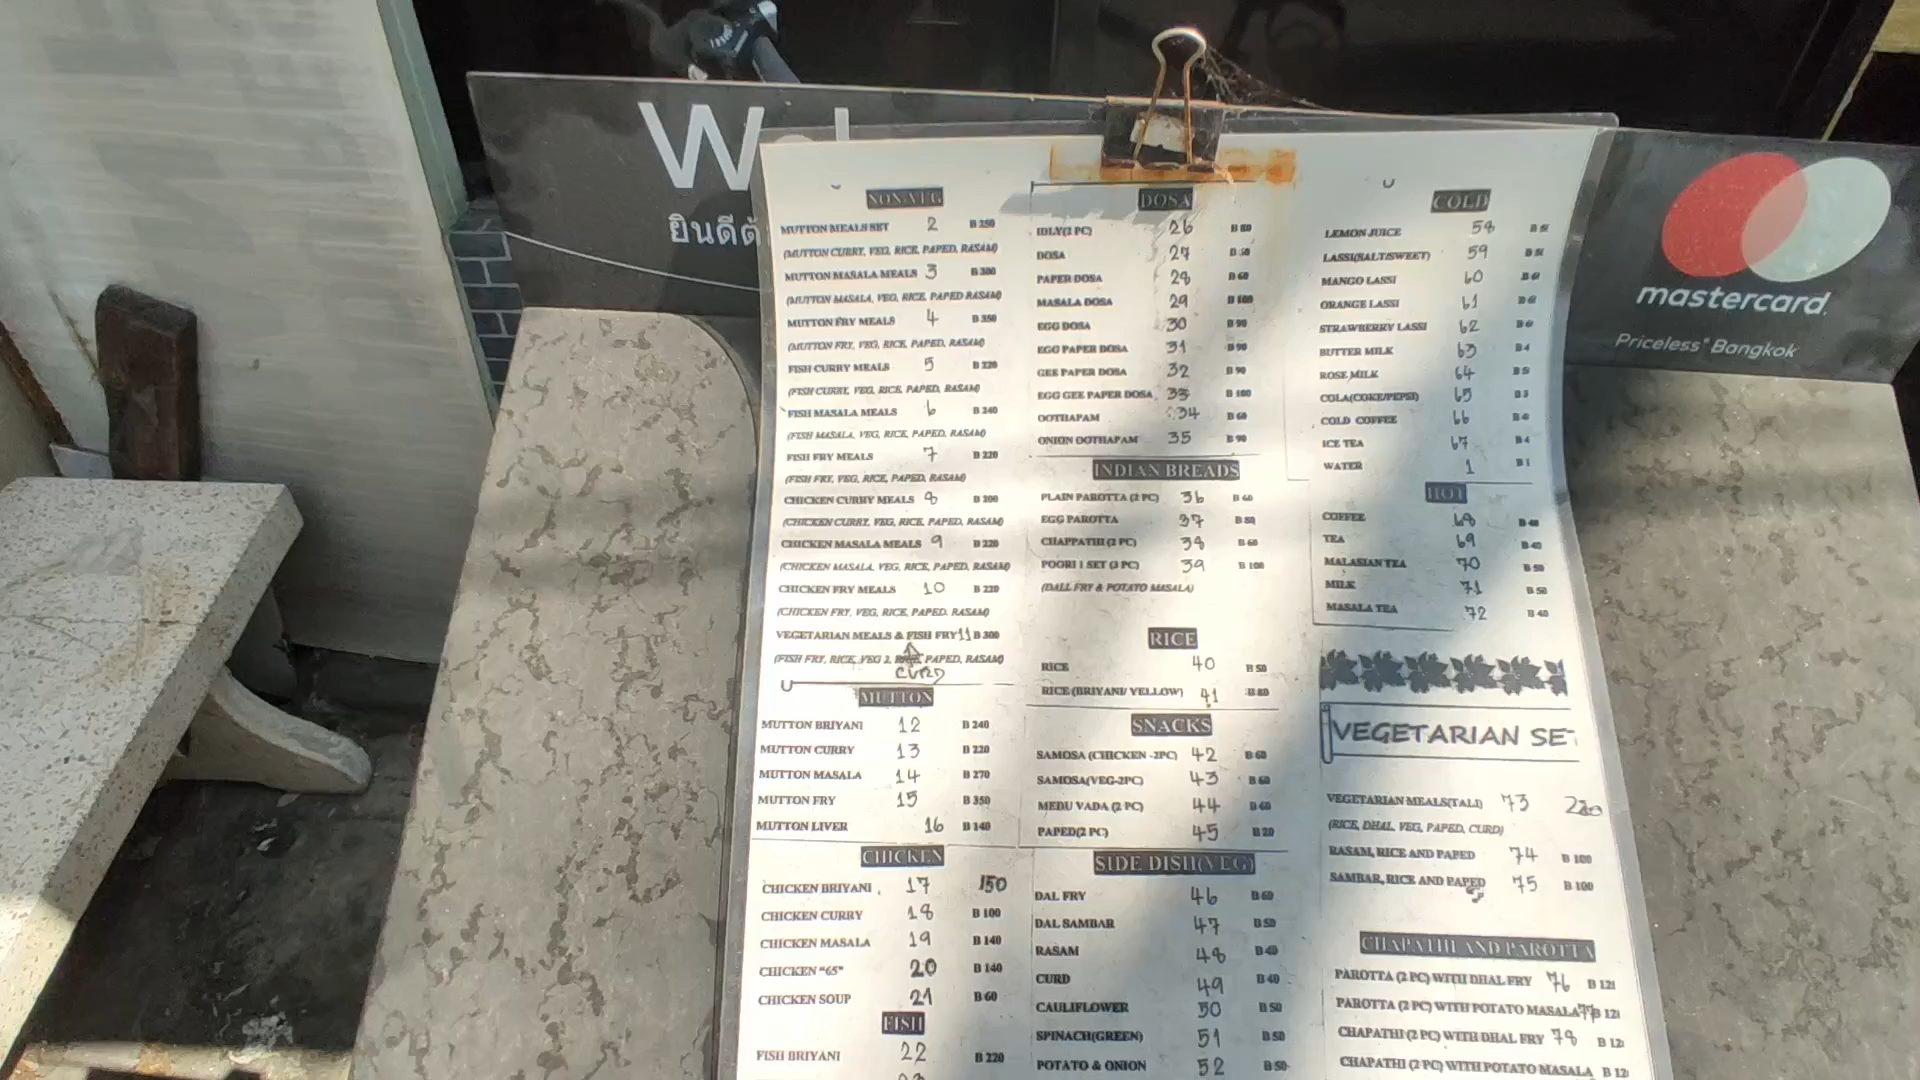 ยินดีต้
mastercard.
Priceless® Bangkok
NON VEG
MUTTON MEALS SET 2 B 250
(MUTTON CURRY, VEG, RICE, PAPED, RASAM)
MUTTON MASALA MEALS 3 B 300
(MUTTON MASALA, VEG, RICE, PAPED RASAM)
MUTTON FRY MEALS 4 B 350
(MUTTON FRY, VEG, RICE, PAPED, RASAM)
FISH CURRY MEALS 5 B 220
(FISH CURRY, VEG, RICE, PAPED, RASAM)
FISH MASALA MEALS 6 B 240
(FISH MASALA, VEG, RICE, PAPED, RASAM)
FISH FRY MEALS 7 B 220
(FISH FRY, VEG, RICE, PAPED, RASAM)
CHICKEN CURRY MEALS 8 B 200
(CHICKEN CURRY, VEG, RICE, PAPED, RASAM)
CHICKEN MASALA MEALS 9 B 220
(CHICKEN MASALA, VEG, RICE, PAPED, RASAM)
CHICKEN FRY MEALS 10 B 220
(CHICKEN FRY, VEG, RICE, PAPED, RASAM)
VEGETARIAN MEALS & FISH FRY 11 B 300
(FISH FRY, RICE, VEG 2, PAPED, RASAM)
CURD
MUTTON
MUTTON BRIYANI 12 B 240
MUTTON CURRY 13 B 220
MUTTON MASALA 14 B 270
MUTTON FRY 15 B 350
MUTTON LIVER 16 B 140
CHICKEN
CHICKEN BRIYANI 17 150
CHICKEN CURRY 18 B 100
CHICKEN MASALA 19 B 140
CHICKEN "65" 20 B 140
CHICKEN SOUP 21 B 60
FISH
FISH BRIYANI 22 B 220
DOSA
IDLY(2 PC) 26 B 80
DOSA 27 B 50
PAPER DOSA 28 B 60
MASALA DOSA 29 B 100
EGG DOSA 30 B 90
EGG PAPER DOSA 31 B 90
GEE PAPER DOSA 32 B 90
EGG GEE PAPER DOSA 33 B 100
OOTHAPAM 34 B 60
ONION OOTHAPAM 35 B 90
INDIAN BREADS
PLAIN PAROTTA (2 PC) 36 B 60
EGG PAROTTA 37 B 80
CHAPPATHI (2 PC) 38 B 60
POORI 1 SET (3 PC) 39 B 100
(DALL FRY & POTATO MASALA)
RICE
RICE 40 B 50
RICE (BRIYANI/ YELLOW) 41 B 80
SNACKS
SAMOSA (CHICKEN -2PC) 42 B 60
SAMOSA(VEG-2PC) 43 B 60
MEDU VADA (2 PC) 44 B 60
PAPED(2 PC) 45 B 20
SIDE DISH(VEG)
DAL FRY 46 B 60
DAL SAMBAR 47 B 50
RASAM 48 B 40
CURD 49 B 40
CAULIFLOWER 50 B 50
SPINACH(GREEN) 51 B 50
POTATO & ONION 52 B 50
COLD
LEMON JUICE 58
LASSI(SALT/SWEET) 59
MANGO LASSI 60
ORANGE LASSI 61
STRAWBERRY LASSI 62
BUTTER MILK 63
ROSE MILK 64
COLA(COKE/PEPSI) 65
COLD COFFEE 66
ICE TEA 67
WATER 1
HOT
COFFEE 68 B 40
TEA 69 B 40
MALASIAN TEA 70 B 50
MILK 71 B 50
MASALA TEA 72 B 40
VEGETARIAN SE
VEGETARIAN MEALS(TALI) 73
(RICE, DHAL, VEG, PAPED, CURD)
RASAM, RICE AND PAPED 74 B 100
SAMBAR, RICE AND PAPED 75 B 100
CHAPATHI AND PAROTTA
PAROTTA (2 PC) WITH DHAL FRY 76 B 12
PAROTTA (2 PC) WITH POTATO MASALA 77 B 12
CHAPATHI (2 PC) WITH DHAL FRY 78 B 12
CHAPATHI (2 PC) WITH POTATO MASALA B 12